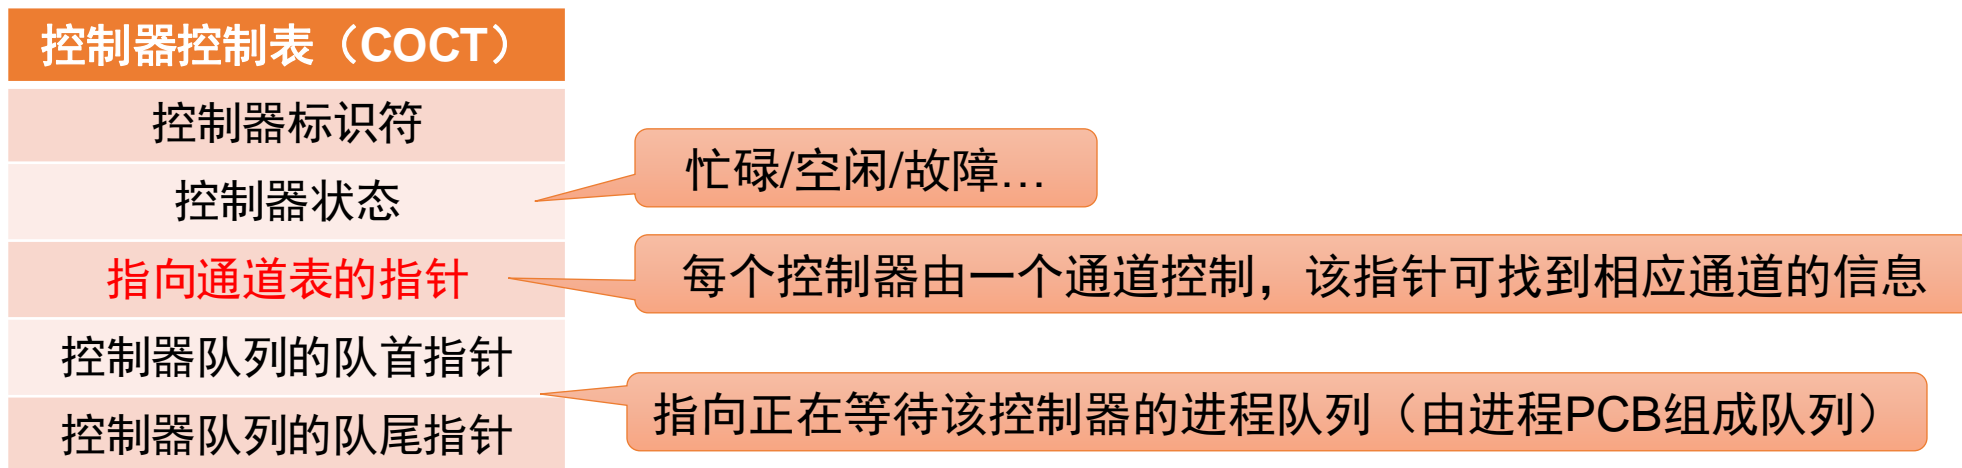 控制器控制表（COCT）
控制器标识符
控制器状态
忙碌/空闲/故障…
指向通道表的指针
每个控制器由一个通道控制，该指针可找到相应通道的信息
控制器队列的队首指针
控制器队列的队尾指针
指向正在等待该控制器的进程队列（由进程PCB组成队列）